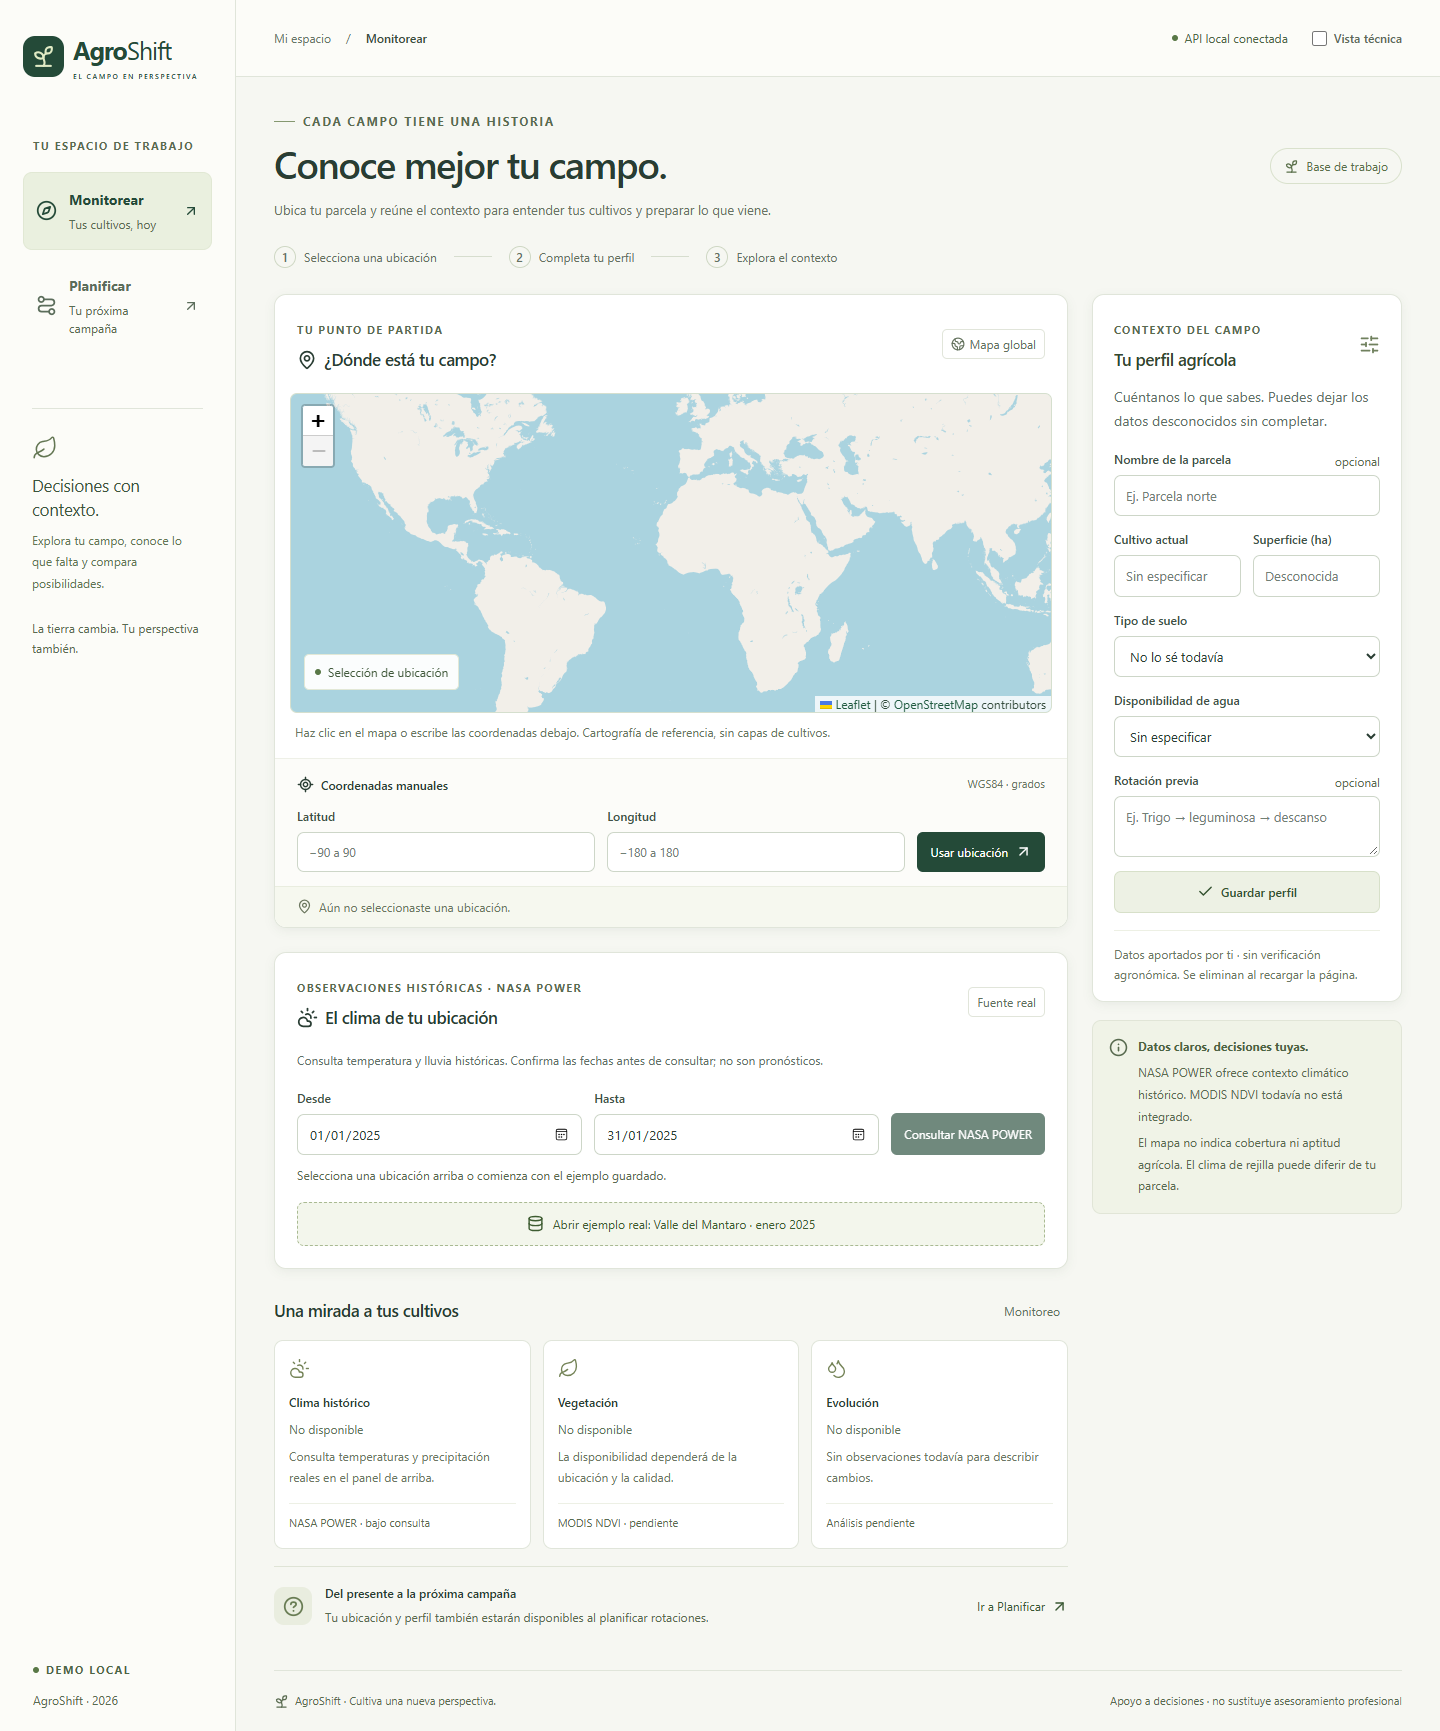 AgroShift
EL CAMPO EN PERSPECTIVA
TU ESPACIO DE TRABAJO
Monitorear
Tus cultivos, hoy
Planificar
Tu próxima
campaña
Decisiones con
contexto.
Explora tu campo, conoce lo
que falta y compara
posibilidades.
La tierra cambia. Tu perspectiva
también.
DEMO LOCAL
AgroShift · 2026
Mi espacio / Monitorear
API local conectada
Vista técnica
CADA CAMPO TIENE UNA HISTORIA
Conoce mejor tu campo.
Base de trabajo
Ubica tu parcela y reúne el contexto para entender tus cultivos y preparar lo que viene.
1 Selecciona una ubicación
2 Completa tu perfil
3 Explora el contexto
TU PUNTO DE PARTIDA
¿Dónde está tu campo?
Mapa global
+
−
Selección de ubicación
Leaflet | © OpenStreetMap contributors
Haz clic en el mapa o escribe las coordenadas debajo. Cartografía de referencia, sin capas de cultivos.
Coordenadas manuales
WGS84 · grados
Latitud
−90 a 90
Longitud
−180 a 180
Usar ubicación
Aún no seleccionaste una ubicación.
OBSERVACIONES HISTÓRICAS · NASA POWER
El clima de tu ubicación
Fuente real
Consulta temperatura y lluvia históricas. Confirma las fechas antes de consultar; no son pronósticos.
Desde
01/01/2025
Hasta
31/01/2025
Consultar NASA POWER
Selecciona una ubicación arriba o comienza con el ejemplo guardado.
Abrir ejemplo real: Valle del Mantaro · enero 2025
Una mirada a tus cultivos
Monitoreo
Clima histórico
No disponible
Consulta temperaturas y precipitación
reales en el panel de arriba.
NASA POWER · bajo consulta
Vegetación
No disponible
La disponibilidad dependerá de la
ubicación y la calidad.
MODIS NDVI · pendiente
Evolución
No disponible
Sin observaciones todavía para describir
cambios.
Análisis pendiente
Del presente a la próxima campaña
Tu ubicación y perfil también estarán disponibles al planificar rotaciones.
Ir a Planificar
CONTEXTO DEL CAMPO
Tu perfil agrícola
Cuéntanos lo que sabes. Puedes dejar los
datos desconocidos sin completar.
Nombre de la parcela
opcional
Ej. Parcela norte
Cultivo actual
Sin especificar
Superficie (ha)
Desconocida
Tipo de suelo
No lo sé todavía
Disponibilidad de agua
Sin especificar
Rotación previa
opcional
Ej. Trigo → leguminosa → descanso
Guardar perfil
Datos aportados por ti · sin verificación
agronómica. Se eliminan al recargar la página.
Datos claros, decisiones tuyas.
NASA POWER ofrece contexto climático
histórico. MODIS NDVI todavía no está
integrado.
El mapa no indica cobertura ni aptitud
agrícola. El clima de rejilla puede diferir de tu
parcela.
AgroShift · Cultiva una nueva perspectiva.
Apoyo a decisiones · no sustituye asesoramiento profesional